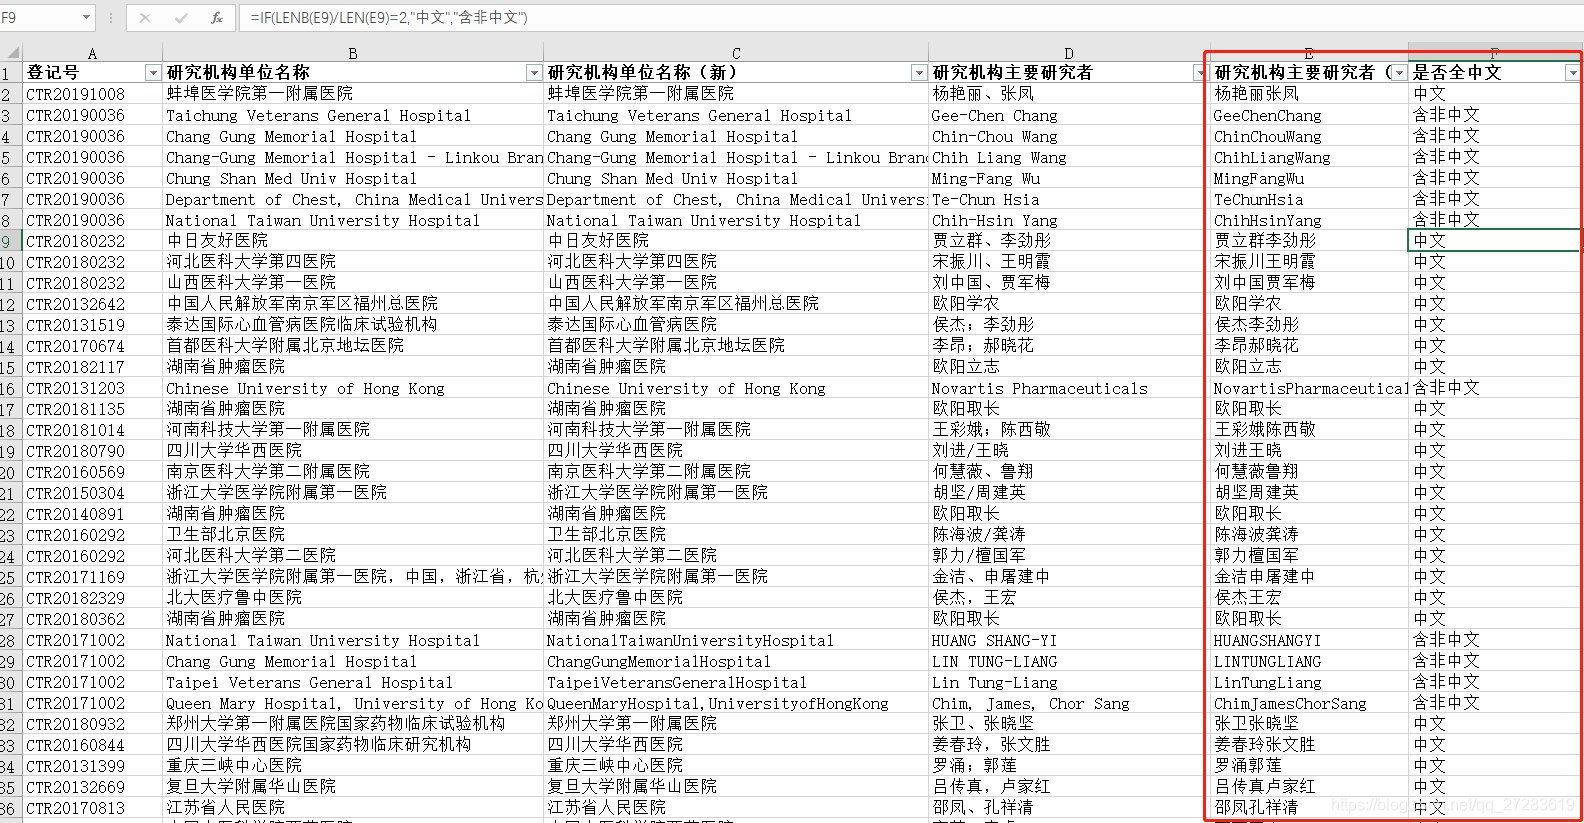 F9 fx =IF(LENB(E9)/LEN(E9)=2,"中文","含非中文")
A B C D E F
1 登记号 研究机构单位名称 研究机构单位名称（新） 研究机构主要研究者 研究机构主要研究者（ 是否全中文
2 CTR20191008 蚌埠医学院第一附属医院 蚌埠医学院第一附属医院 杨艳丽、张凤 杨艳丽张凤 中文
3 CTR20190036 Taichung Veterans General Hospital Taichung Veterans General Hospital Gee-Chen Chang GeeChenChang 含非中文
4 CTR20190036 Chang Gung Memorial Hospital Chang Gung Memorial Hospital Chin-Chou Wang ChinChouWang 含非中文
5 CTR20190036 Chang-Gung Memorial Hospital - Linkou Bran Chang-Gung Memorial Hospital - Linkou Bran Chih Liang Wang ChihLiangWang 含非中文
6 CTR20190036 Chung Shan Med Univ Hospital Chung Shan Med Univ Hospital Ming-Fang Wu MingFangWu 含非中文
7 CTR20190036 Department of Chest, China Medical Univers Department of Chest, China Medical Universi Te-Chun Hsia TeChunHsia 含非中文
8 CTR20190036 National Taiwan University Hospital National Taiwan University Hospital Chih-Hsin Yang ChihHsinYang 含非中文
9 CTR20180232 中日友好医院 中日友好医院 贾立群、李劲彤 贾立群李劲彤 中文
10 CTR20180232 河北医科大学第四医院 河北医科大学第四医院 宋振川、王明霞 宋振川王明霞 中文
11 CTR20180232 山西医科大学第一医院 山西医科大学第一医院 刘中国、贾军梅 刘中国贾军梅 中文
12 CTR20132642 中国人民解放军南京军区福州总医院 中国人民解放军南京军区福州总医院 欧阳学农 欧阳学农 中文
13 CTR20131519 泰达国际心血管病医院临床试验机构 泰达国际心血管病医院 侯杰；李劲彤 侯杰李劲彤 中文
14 CTR20170674 首都医科大学附属北京地坛医院 首都医科大学附属北京地坛医院 李昂；郝晓花 李昂郝晓花 中文
15 CTR20182117 湖南省肿瘤医院 湖南省肿瘤医院 欧阳立志 欧阳立志 中文
16 CTR20131203 Chinese University of Hong Kong Chinese University of Hong Kong Novartis Pharmaceuticals NovartisPharmaceutical 含非中文
17 CTR20181135 湖南省肿瘤医院 湖南省肿瘤医院 欧阳取长 欧阳取长 中文
18 CTR20181014 河南科技大学第一附属医院 河南科技大学第一附属医院 王彩娥；陈西敬 王彩娥陈西敬 中文
19 CTR20180790 四川大学华西医院 四川大学华西医院 刘进/王晓 刘进王晓 中文
20 CTR20160569 南京医科大学第二附属医院 南京医科大学第二附属医院 何慧薇、鲁翔 何慧薇鲁翔 中文
21 CTR20150304 浙江大学医学院附属第一医院 浙江大学医学院附属第一医院 胡坚/周建英 胡坚周建英 中文
22 CTR20140891 湖南省肿瘤医院 湖南省肿瘤医院 欧阳取长 欧阳取长 中文
23 CTR20160292 卫生部北京医院 卫生部北京医院 陈海波/龚涛 陈海波龚涛 中文
24 CTR20160292 河北医科大学第二医院 河北医科大学第二医院 郭力/檀国军 郭力檀国军 中文
25 CTR20171169 浙江大学医学院附属第一医院，中国，浙江省，杭 浙江大学医学院附属第一医院 金洁、申屠建中 金洁申屠建中 中文
26 CTR20182329 北大医疗鲁中医院 北大医疗鲁中医院 侯杰，王宏 侯杰王宏 中文
27 CTR20180362 湖南省肿瘤医院 湖南省肿瘤医院 欧阳取长 欧阳取长 中文
28 CTR20171002 National Taiwan University Hospital NationalTaiwanUniversityHospital HUANG SHANG-YI HUANGSHANGYI 含非中文
29 CTR20171002 Chang Gung Memorial Hospital ChangGungMemorialHospital LIN TUNG-LIANG LINTUNGLIANG 含非中文
30 CTR20171002 Taipei Veterans General Hospital TaipeiVeteransGeneralHospital Lin Tung-Liang LinTungLiang 含非中文
31 CTR20171002 Queen Mary Hospital, University of Hong Ko QueenMaryHospital,UniversityofHongKong Chim, James, Chor Sang ChimJamesChorSang 含非中文
32 CTR20180932 郑州大学第一附属医院国家药物临床试验机构 郑州大学第一附属医院 张卫、张晓坚 张卫张晓坚 中文
33 CTR20160844 四川大学华西医院国家药物临床研究机构 四川大学华西医院 姜春玲，张文胜 姜春玲张文胜 中文
34 CTR20131399 重庆三峡中心医院 重庆三峡中心医院 罗涌；郭莲 罗涌郭莲 中文
35 CTR20132669 复旦大学附属华山医院 复旦大学附属华山医院 吕传真，卢家红 吕传真卢家红 中文
36 CTR20170813 江苏省人民医院 江苏省人民医院 邵凤、孔祥清 邵凤孔祥清 中文
https://blog.csdn.net/qq_27283619